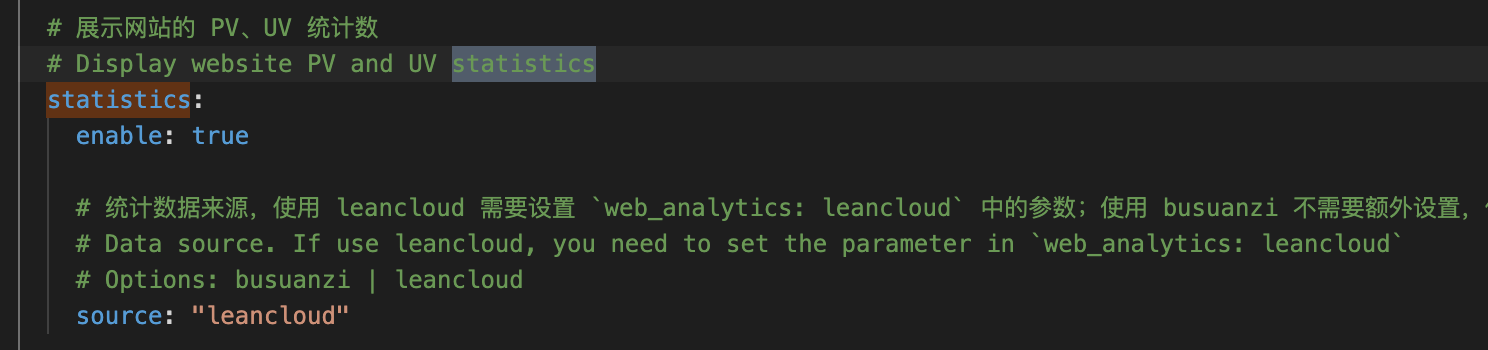 # 展示网站的 PV、UV 统计数
# Display website PV and UV statistics
statistics:
enable: true
# 统计数据来源，使用 leancloud 需要设置 `web_analytics: leancloud` 中的参数；使用 busuanzi 不需要额外设置，
# Data source. If use leancloud, you need to set the parameter in `web_analytics: leancloud`
# Options: busuanzi | leancloud
source: "leancloud"